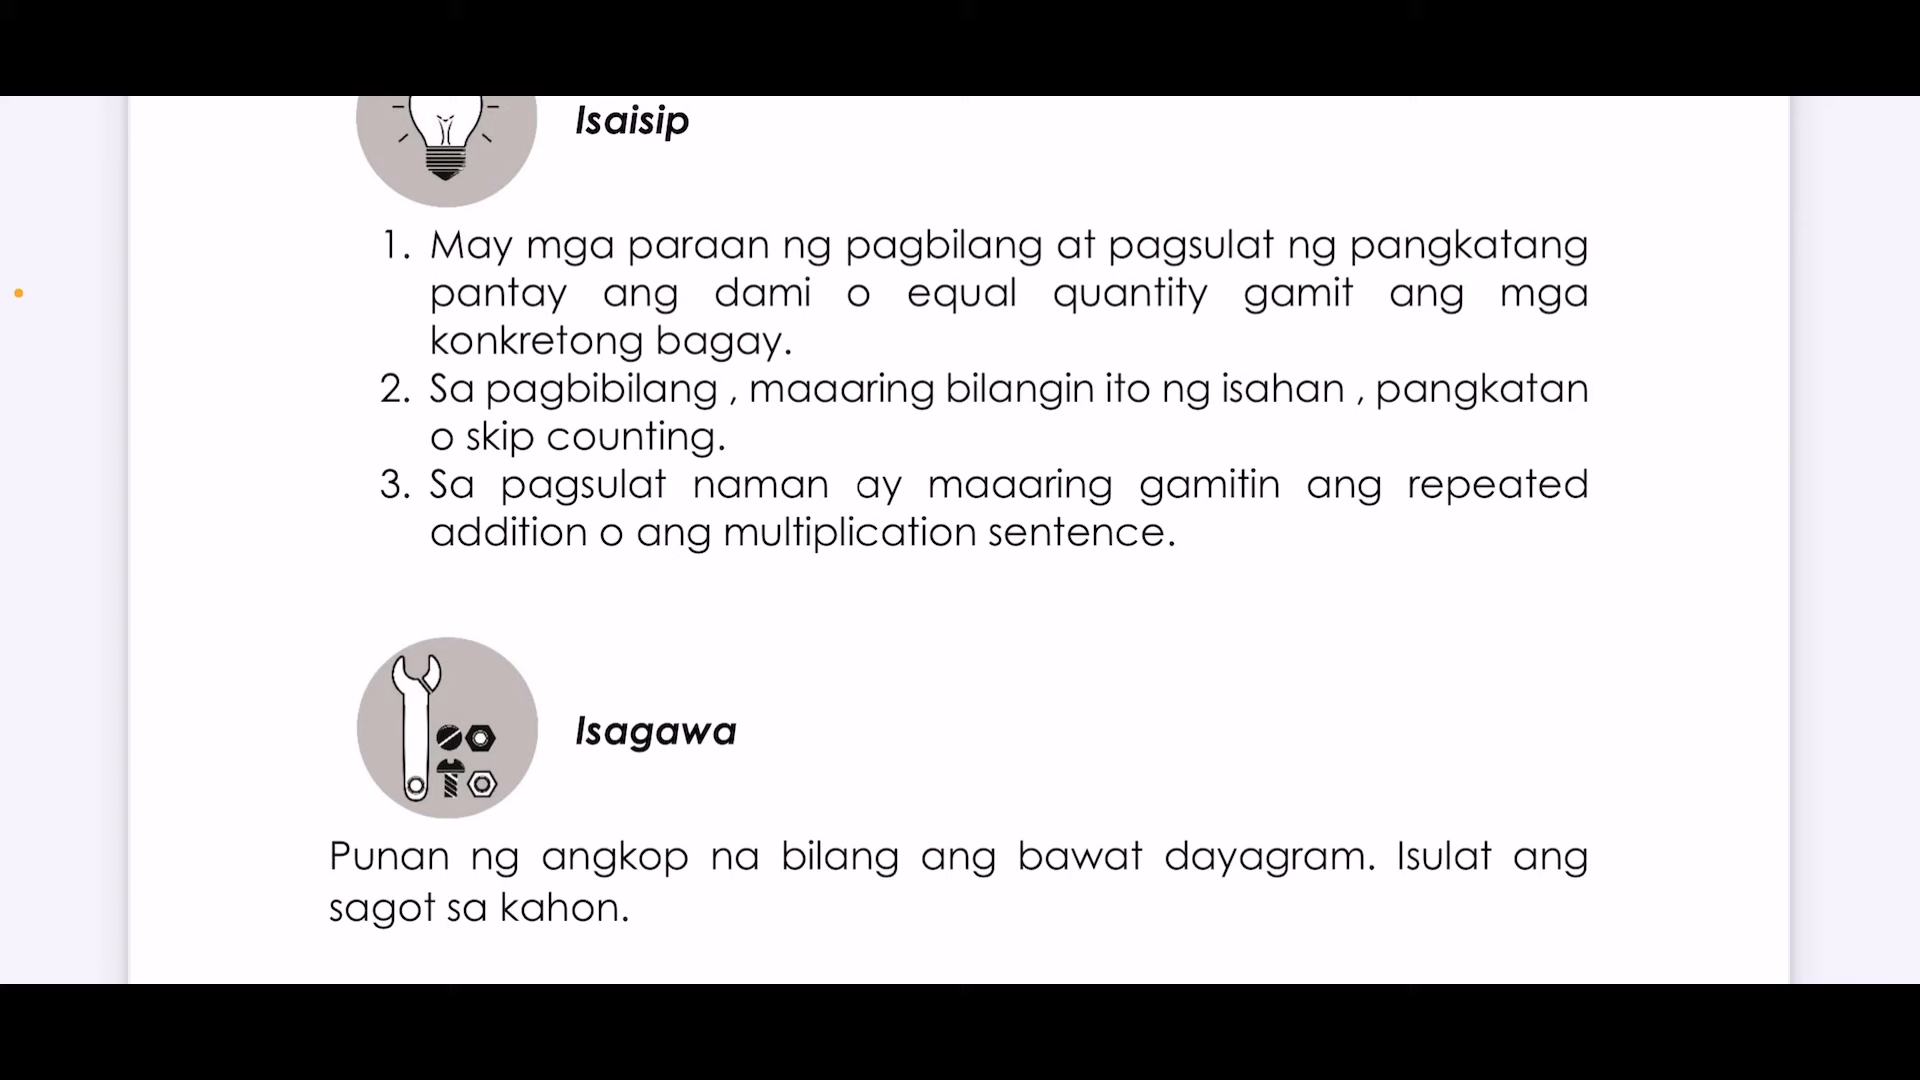 Isaisip
1. May mga paraan ng pagbilang at pagsulat ng pangkatang
pantay ang dami o equal quantity gamit ang mga
konkretong bagay.
2. Sa pagbibilang , maaaring bilangin ito ng isahan , pangkatan
o skip counting.
3. Sa pagsulat naman ay maaaring gamitin ang repeated
addition o ang multiplication sentence.
Isagawa
Punan ng angkop na bilang ang bawat dayagram. Isulat ang
sagot sa kahon.